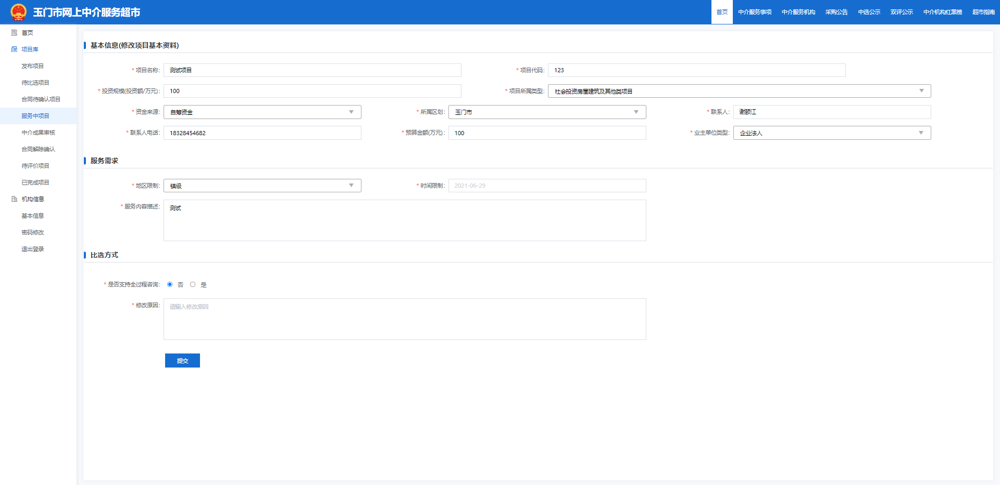 玉门市网上中介服务超市
首页 中介服务事项 中介服务机构 采购公告 中选公示 双评公示 中介机构红黑榜 超市指南
首页
项目库
发布项目
待比选项目
合同待确认项目
服务中项目
中介成果审核
合同解除确认
待评价项目
已完成项目
机构信息
基本信息
密码修改
退出登录
基本信息(修改项目基本资料)
* 项目名称: 测试项目 * 项目代码: 123
* 投资规模(投资额/万元): 100 * 项目所属类型: 社会投资房屋建筑及其他类项目
* 资金来源: 自筹资金 * 所属区划: 玉门市 * 联系人: 谢颐江
* 联系人电话: 18328454682 * 预算金额(万元): 100 * 业主单位类型: 企业法人
服务需求
* 地区限制: 镇级 * 时间限制: 2021-06-29
* 服务内容描述: 测试
比选方式
* 是否支持全过程咨询: 否 是
* 修改原因: 请输入修改原因
提交